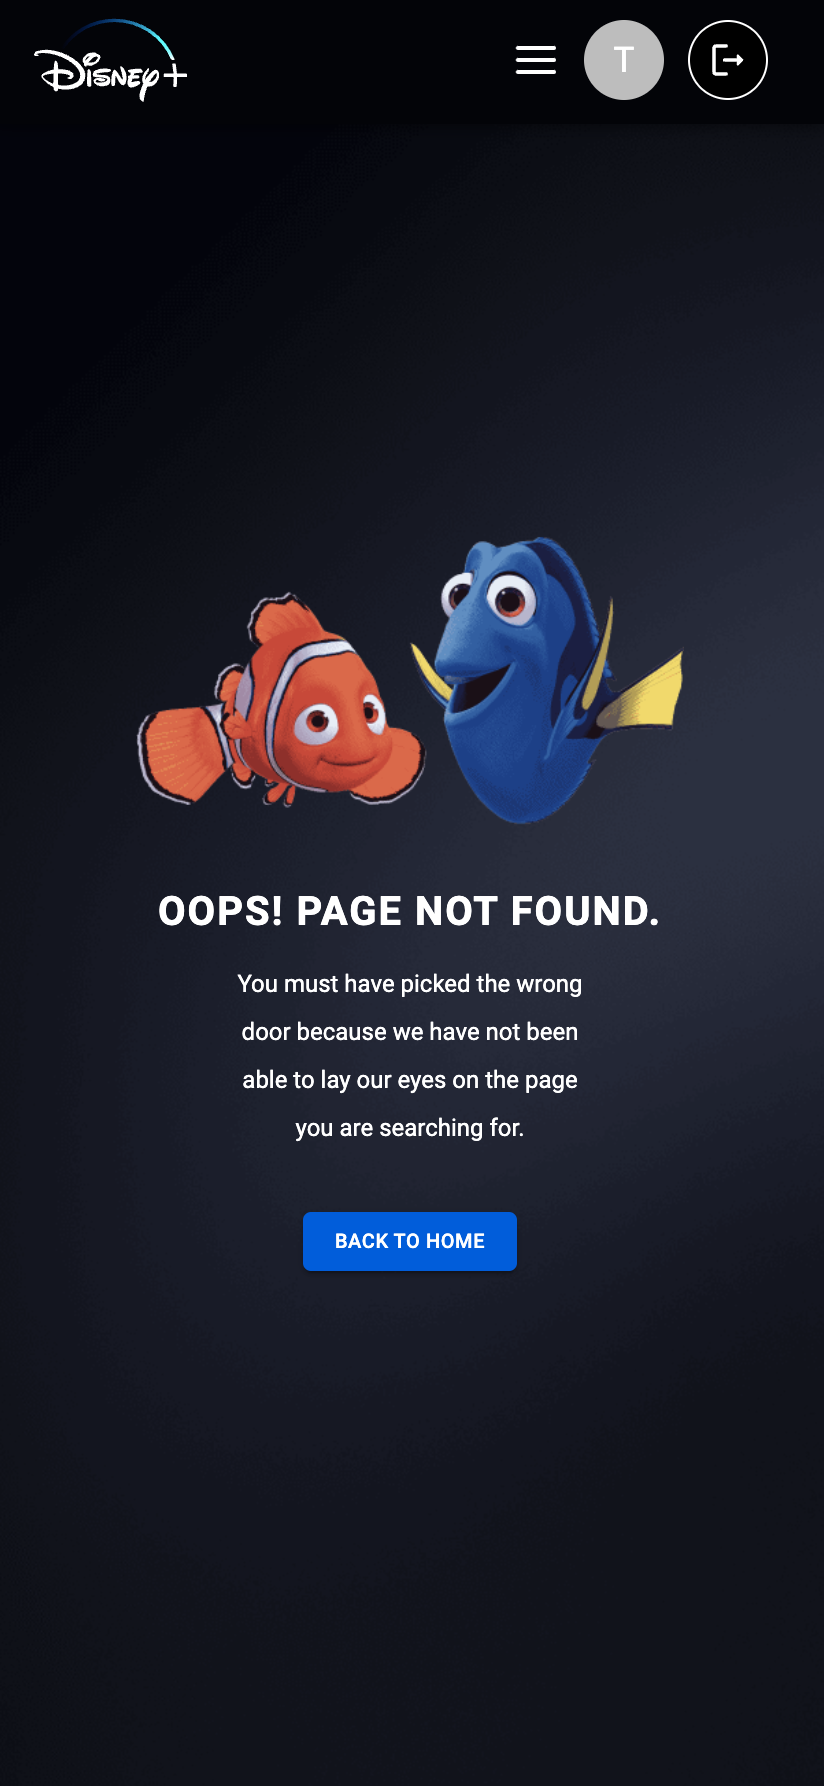 Disney+
T
OOPS! PAGE NOT FOUND.
You must have picked the wrong
door because we have not been
able to lay our eyes on the page
you are searching for.
BACK TO HOME